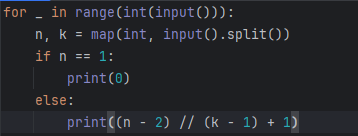 for _ in range(int(input())):
    n, k = map(int, input().split())
    if n == 1:
        print(0)
    else:
        print((n - 2) // (k - 1) + 1)